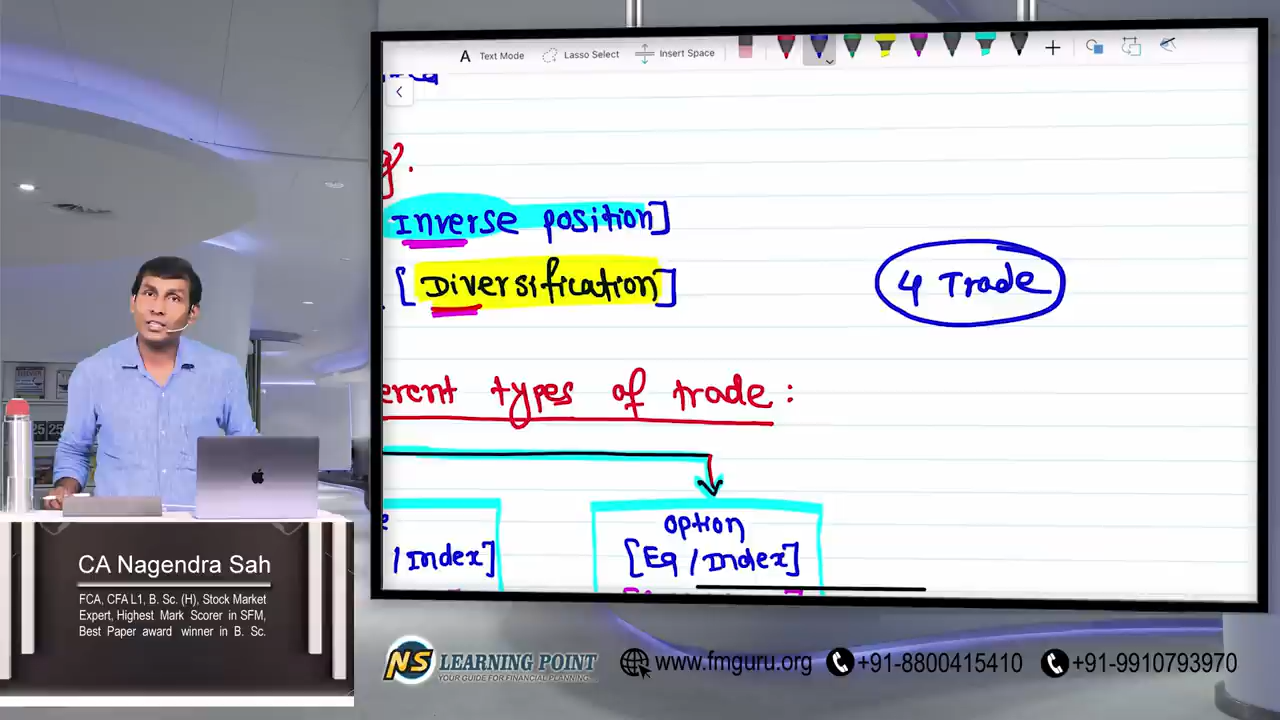 Text Mode
Lasso Select
Insert Space
g.
Inverse position]
[Diversification]
4 Trade
erent types of trade:
option
/Index]
[Eq/Index]
CA Nagendra Sah
FCA, CFA L1, B. Sc. (H), Stock Market
Expert, Highest Mark Scorer in SFM,
Best Paper award winner in B. Sc.
NS LEARNING POINT
YOUR GUIDE FOR FINANCIAL PLANNING...
www.fmguru.org
+91-8800415410
+91-9910793970